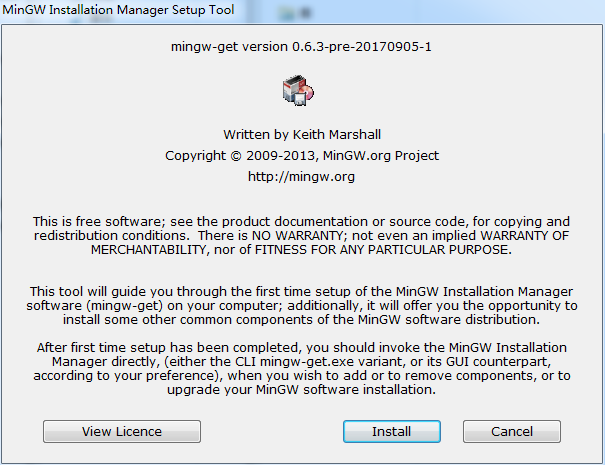 MinGW Installation Manager Setup Tool
mingw-get version 0.6.3-pre-20170905-1
Written by Keith Marshall
Copyright © 2009-2013, MinGW.org Project
http://mingw.org
This is free software; see the product documentation or source code, for copying and
redistribution conditions.  There is NO WARRANTY; not even an implied WARRANTY OF
MERCHANTABILITY, nor of FITNESS FOR ANY PARTICULAR PURPOSE.
This tool will guide you through the first time setup of the MinGW Installation Manager
software (mingw-get) on your computer; additionally, it will offer you the opportunity to
install some other common components of the MinGW software distribution.
After first time setup has been completed, you should invoke the MinGW Installation
Manager directly, (either the CLI mingw-get.exe variant, or its GUI counterpart,
according to your preference), when you wish to add or to remove components, or to
upgrade your MinGW software installation.
View Licence
Install
Cancel